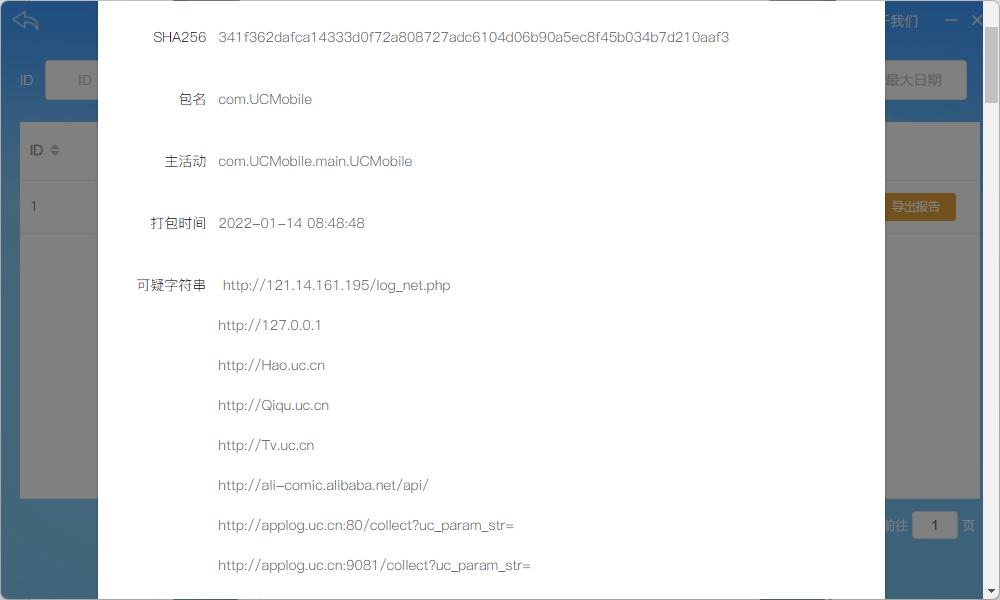 SHA256 341f362dafca14333d0f72a808727adc6104d06b90a5ec8f45b034b7d210aaf3
于我们
ID ID
最大日期
包名 com.UCMobile
ID
主活动 com.UCMobile.main.UCMobile
1
导出报告
打包时间 2022-01-14 08:48:48
可疑字符串 http://121.14.161.195/log_net.php
http://127.0.0.1
http://Hao.uc.cn
http://Qiqu.uc.cn
http://Tv.uc.cn
http://ali-comic.alibaba.net/api/
http://applog.uc.cn:80/collect?uc_param_str=
前往 1 页
http://applog.uc.cn:9081/collect?uc_param_str=